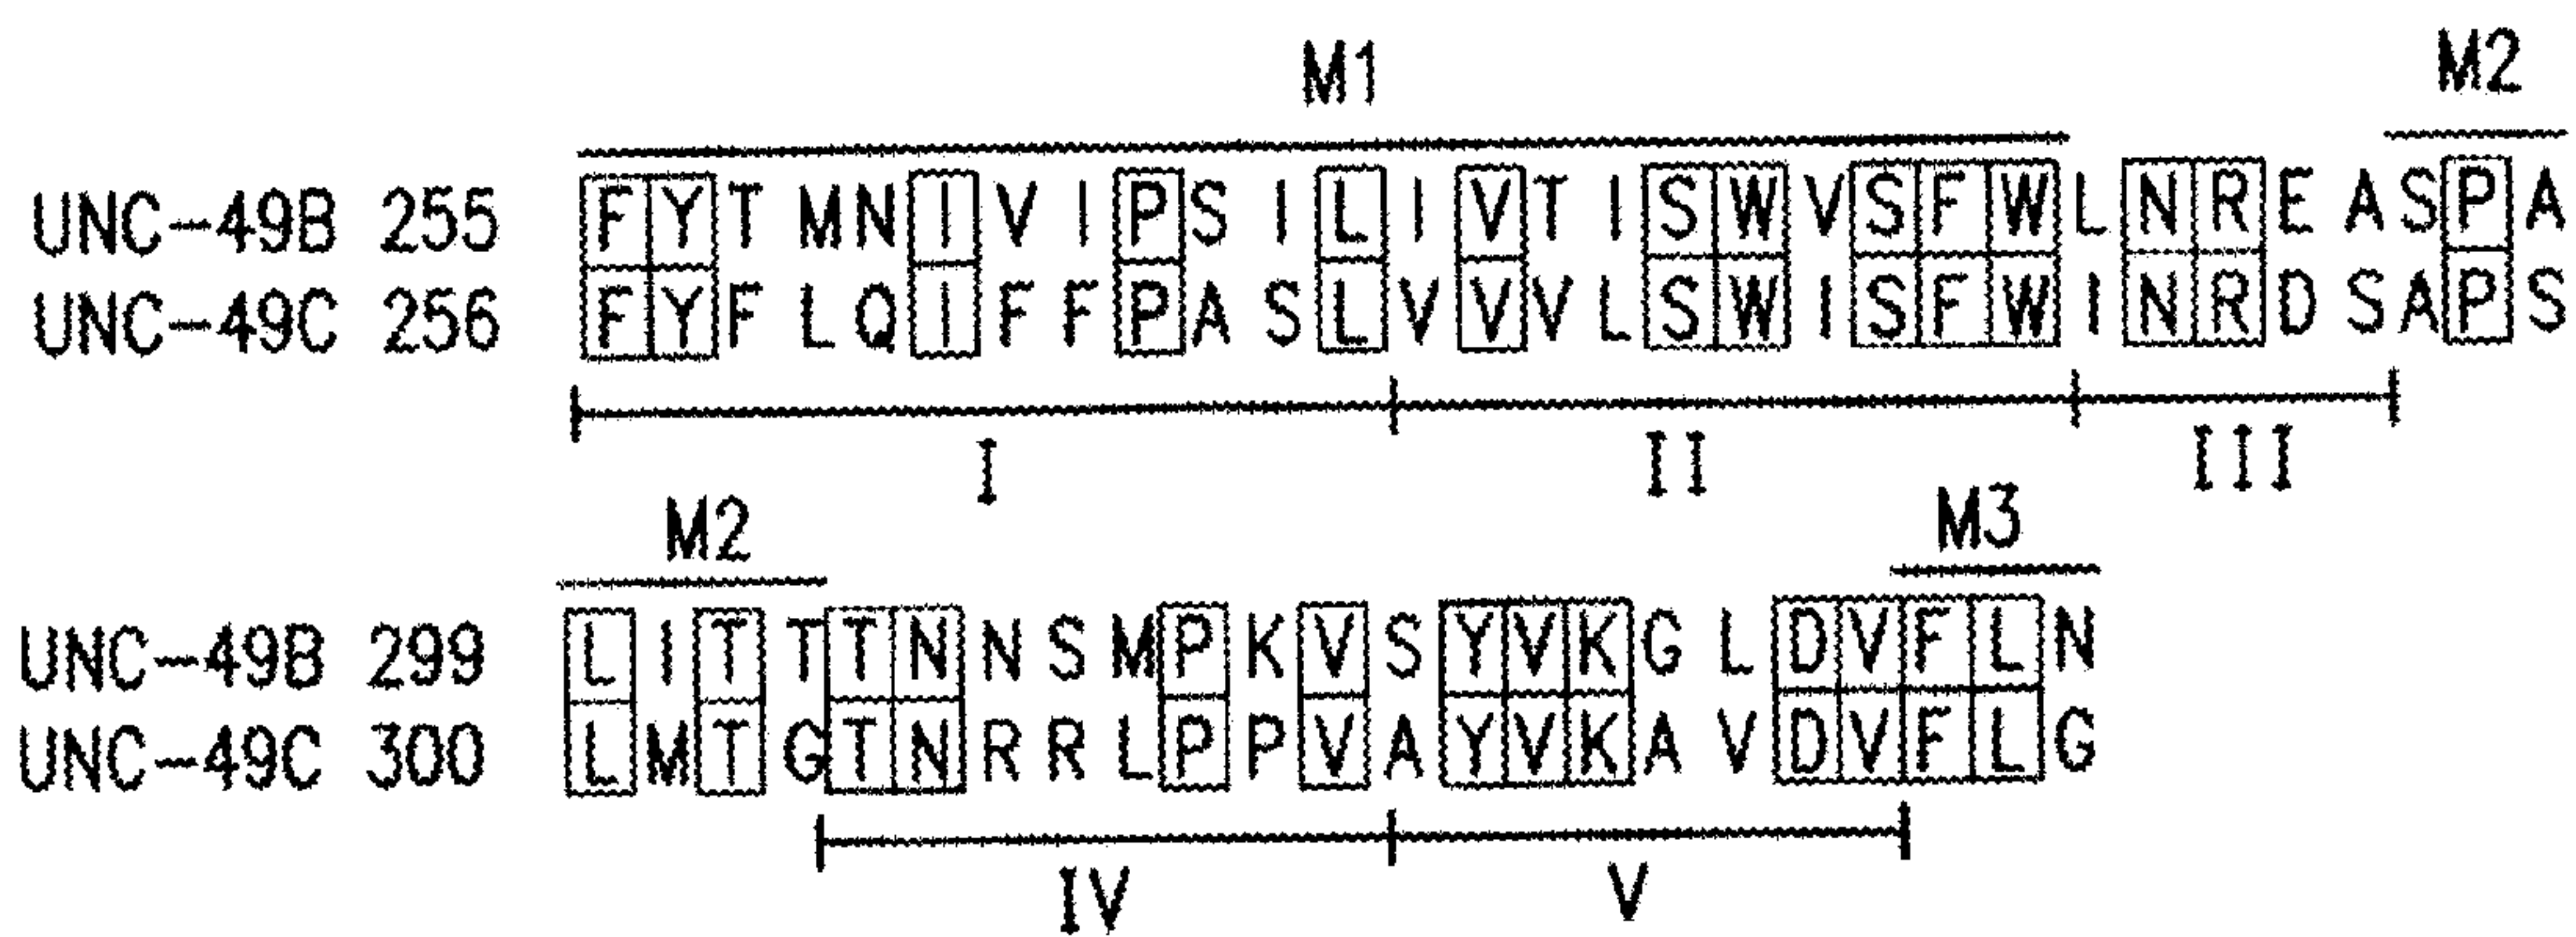 M1 M2
UNC-49B 255 F Y T M N I V I P S I L I V T I S W V S F W L N R E A S P A
UNC-49C 256 F Y F L Q I F F P A S L V V V L S W I S F W I N R D S A P S
I II III
M2 M3
UNC-49B 299 L I T T T N N S M P K V S Y V K G L D V F L N
UNC-49C 300 L M T G T N R R L P P V A Y V K A V D V F L G
IV V